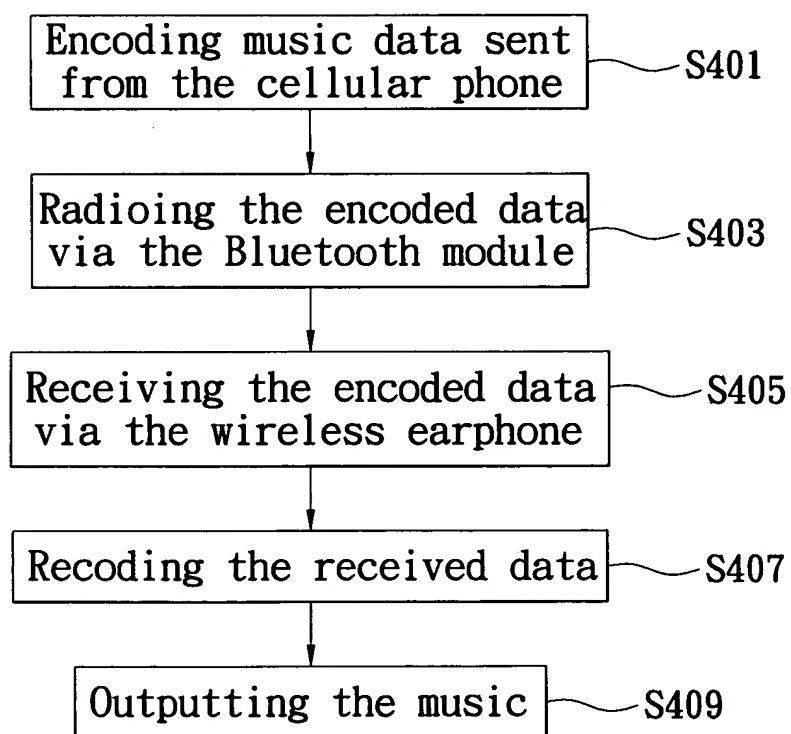 Encoding music data sent
from the cellular phone
S401
Radioing the encoded data
via the Bluetooth module
S403
Receiving the encoded data
via the wireless earphone
S405
Recoding the received data
S407
Outputting the music
S409